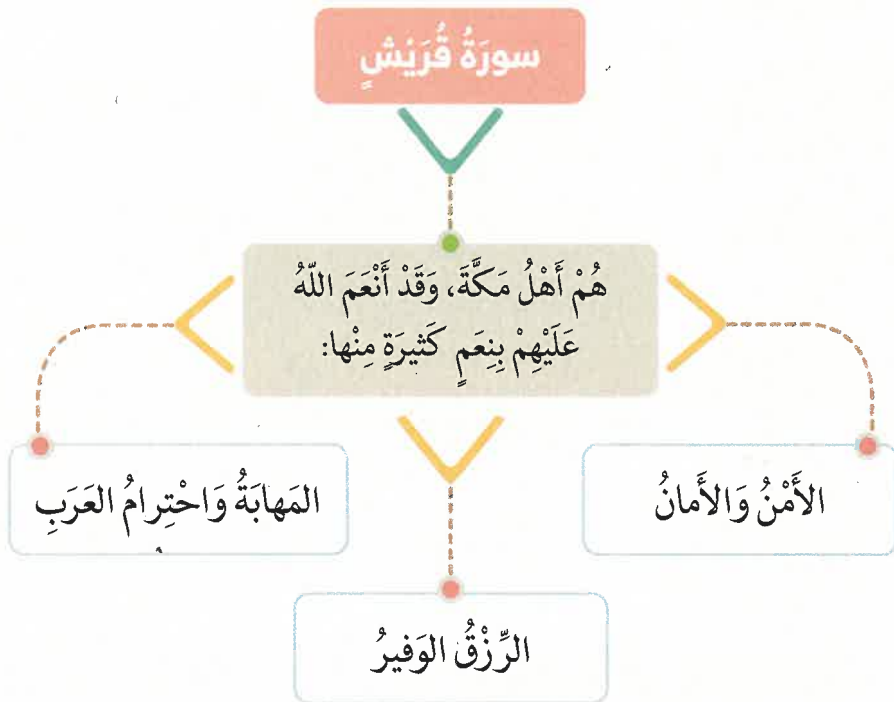 سورَةُ قُرَيْشٍ
هُمْ أَهْلُ مَكَّةَ، وَقَدْ أَنْعَمَ اللّٰهُ
عَلَيْهِمْ بِنِعَمٍ كَثيرَةٍ مِنْها:
الأَمْنُ وَالأَمانُ
المَهابَةُ وَاحْتِرامُ العَرَبِ
الرِّزْقُ الوَفيرُ